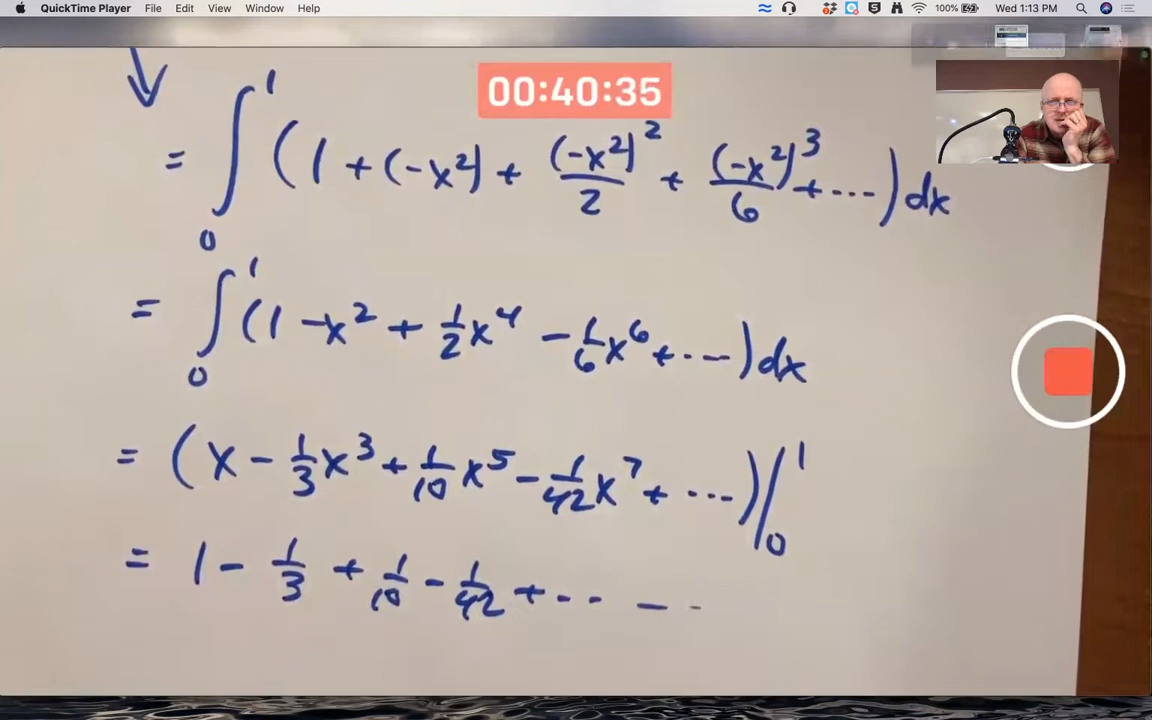 QuickTime Player File Edit View Window Help 100% Wed 1:13 PM
00:40:35
= ∫₀¹ (1 + (-x²) + (-x²)²/2 + (-x²)³/6 + ...) dx
= ∫₀¹ (1 - x² + 1/2 x⁴ - 1/6 x⁶ + ...) dx
= (x - 1/3 x³ + 1/10 x⁵ - 1/42 x⁷ + ...) |₀¹
= 1 - 1/3 + 1/10 - 1/42 + ...